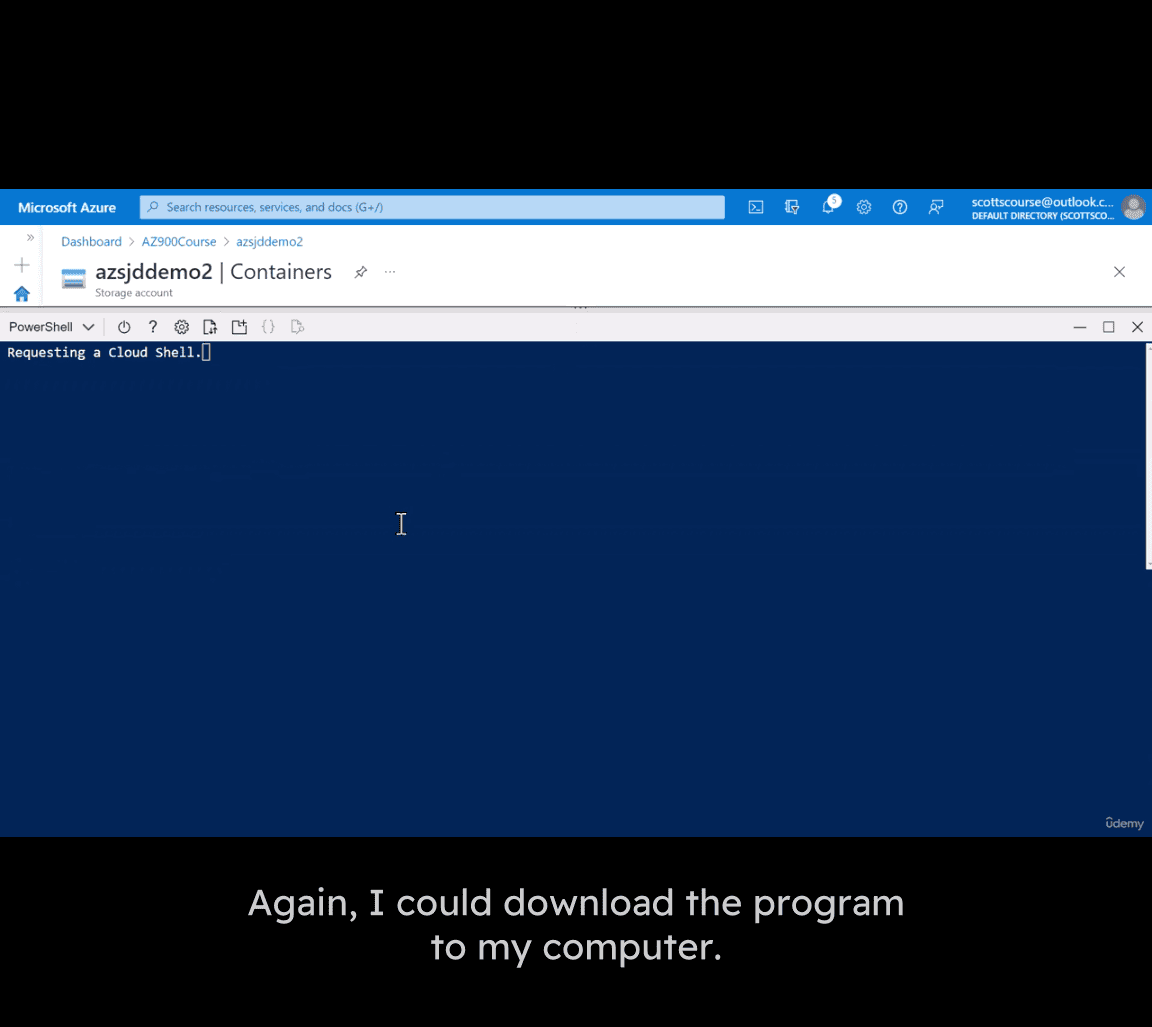 Microsoft Azure
Search resources, services, and docs (G+/)
5
scottscourse@outlook.c...
DEFAULT DIRECTORY (SCOTTSCO...
Dashboard > AZ900Course > azsjddemo2
azsjddemo2 | Containers
Storage account
PowerShell
Requesting a Cloud Shell.
ûdemy
Again, I could download the program
to my computer.